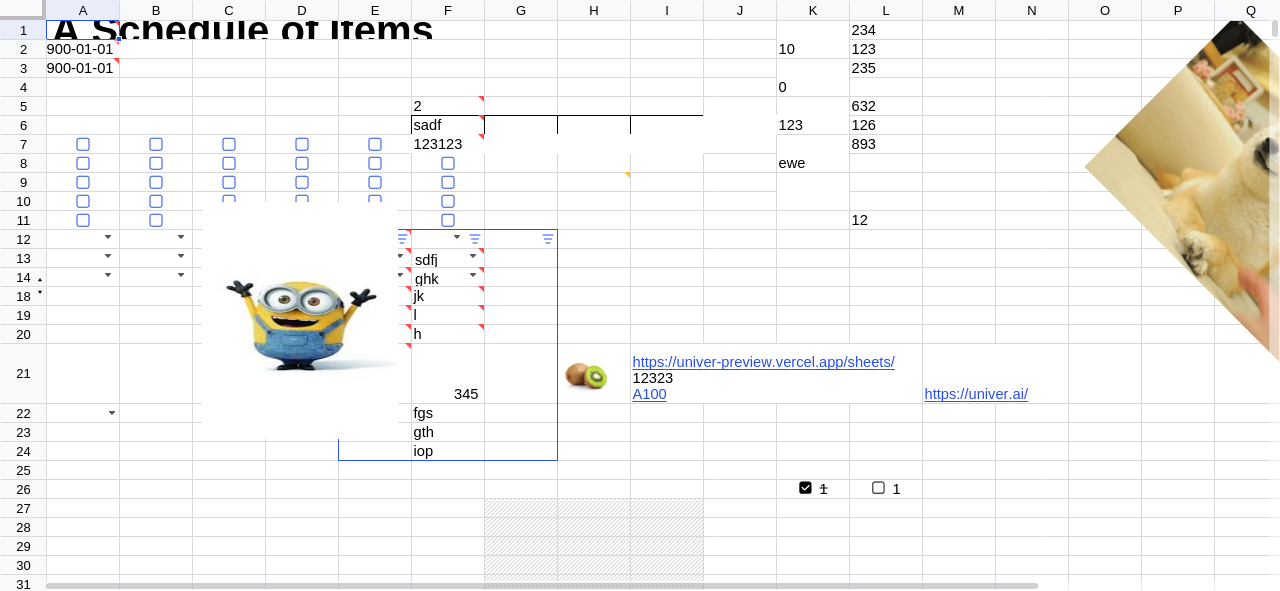 A B C D E F G H I J K L M N O P Q
1 A Schedule of Items 234
2 900-01-01 10 123
3 900-01-01 235
4 0
5 2 632
6 sadf 123 126
7 123123 893
8 ewe
9
10
11 12
12
13 sdfj
14 ghk
18 jk
19 l
20 h
https://univer-preview.vercel.app/sheets/
21 12323
345 A100 https://univer.ai/
22 fgs
23 gth
24 iop
25
26 1 1
27
28
29
30
31